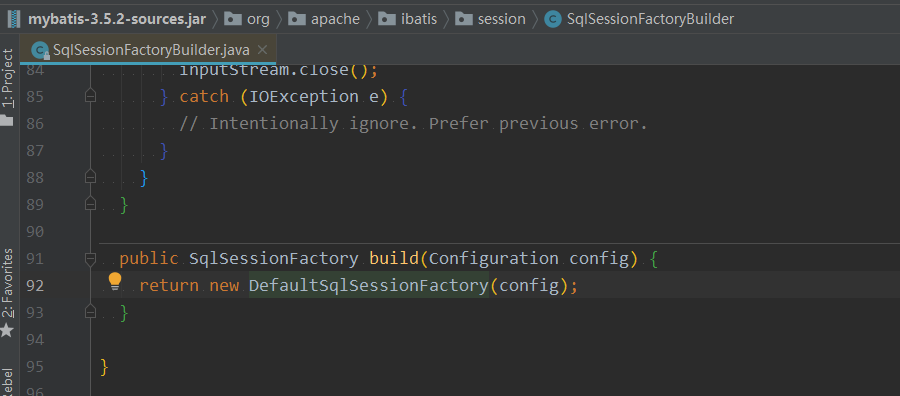 mybatis-3.5.2-sources.jar org apache ibatis session SqlSessionFactoryBuilder
SqlSessionFactoryBuilder.java
1: Project
2: Favorites
84 inputStream.close();
85 } catch (IOException e) {
86 // Intentionally ignore. Prefer previous error.
87 }
88 }
89 }
90
91 public SqlSessionFactory build(Configuration config) {
92 return new DefaultSqlSessionFactory(config);
93 }
94
95 }
96